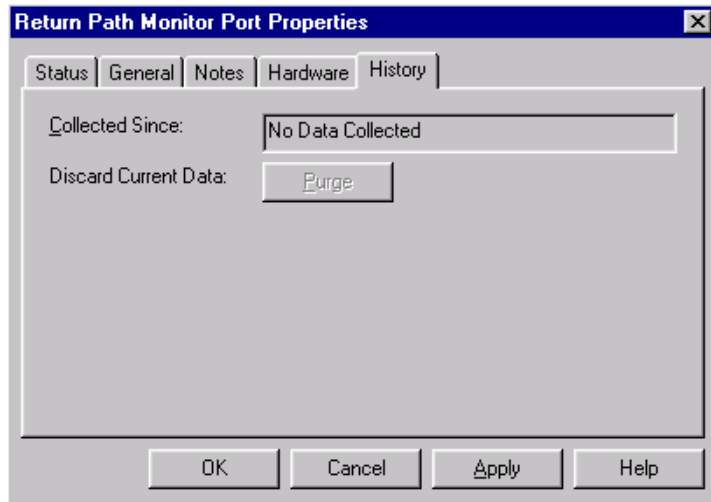 Return Path Monitor Port Properties
Status General Notes Hardware History
Collected Since: No Data Collected
Discard Current Data: Purge
OK Cancel Apply Help